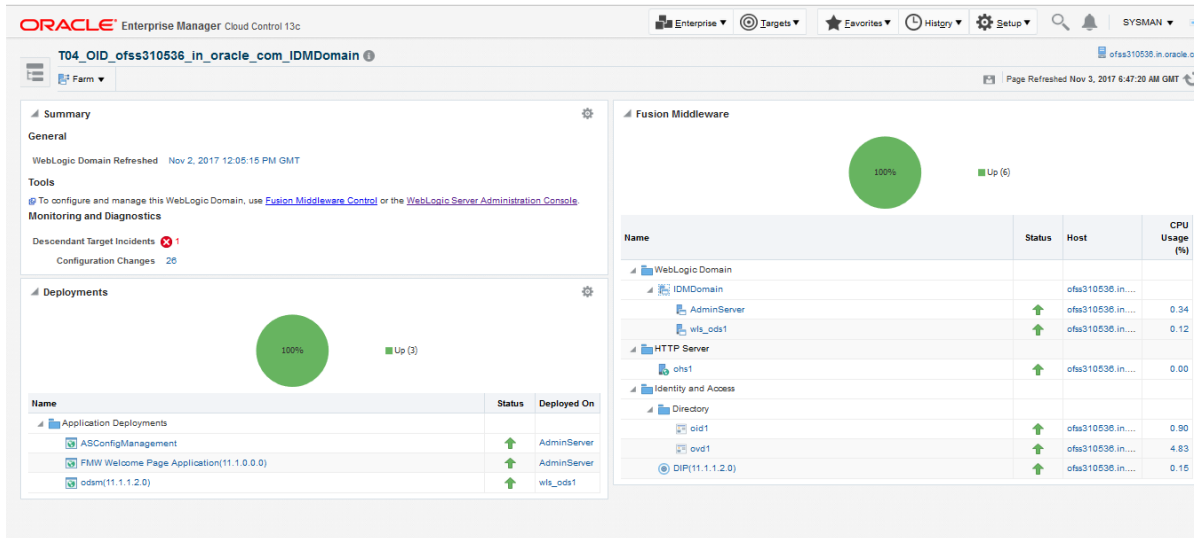 ORACLE Enterprise Manager Cloud Control 13c
Enterprise Targets Favorites History Setup SYSMAN
T04_OID_ofss310536_in_oracle_com_IDMDomain
ofss310536.in.oracle.c
Farm
Page Refreshed Nov 3, 2017 6:47:20 AM GMT
Summary
General
WebLogic Domain Refreshed Nov 2, 2017 12:05:15 PM GMT
Tools
To configure and manage this WebLogic Domain, use Fusion Middleware Control or the WebLogic Server Administration Console.
Monitoring and Diagnostics
Descendant Target Incidents 1
Configuration Changes 26
Deployments
100%
Up (3)
Name Status Deployed On
Application Deployments
ASConfigManagement AdminServer
FMW Welcome Page Application(11.1.0.0.0) AdminServer
odsm(11.1.1.2.0) wls_ods1
Fusion Middleware
100%
Up (6)
Name Status Host CPU Usage (%)
WebLogic Domain
IDMDomain ofss310536.in....
AdminServer ofss310536.in.... 0.34
wls_ods1 ofss310536.in.... 0.12
HTTP Server
ohs1 ofss310536.in.... 0.00
Identity and Access
Directory
oid1 ofss310536.in.... 0.90
ovd1 ofss310536.in.... 4.83
DIP(11.1.1.2.0) ofss310536.in.... 0.15